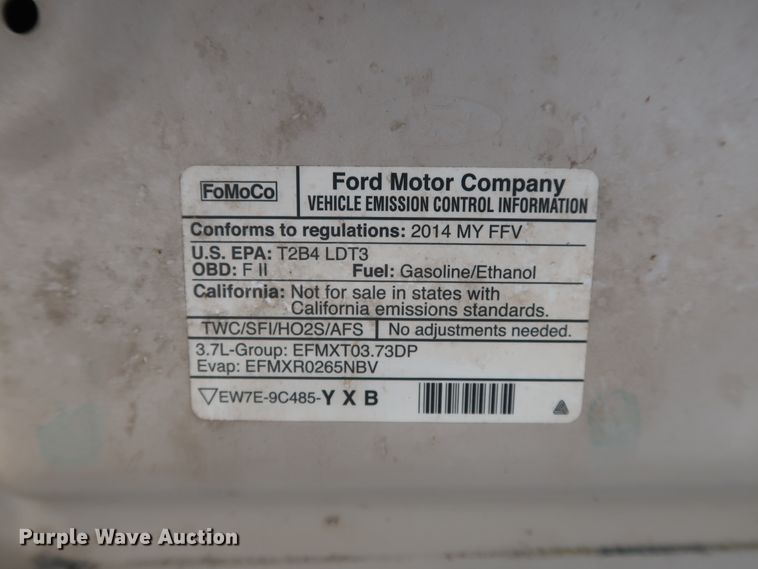 FoMoCo
Ford Motor Company
VEHICLE EMISSION CONTROL INFORMATION
Conforms to regulations: 2014 MY FFV
U.S. EPA: T2B4 LDT3
OBD: F II Fuel: Gasoline/Ethanol
California: Not for sale in states with
California emissions standards.
TWC/SFI/HO2S/AFS No adjustments needed.
3.7L-Group: EFMXT03.73DP
Evap: EFMXR0265NBV
EW7E-9C485-Y X B
Purple Wave Auction